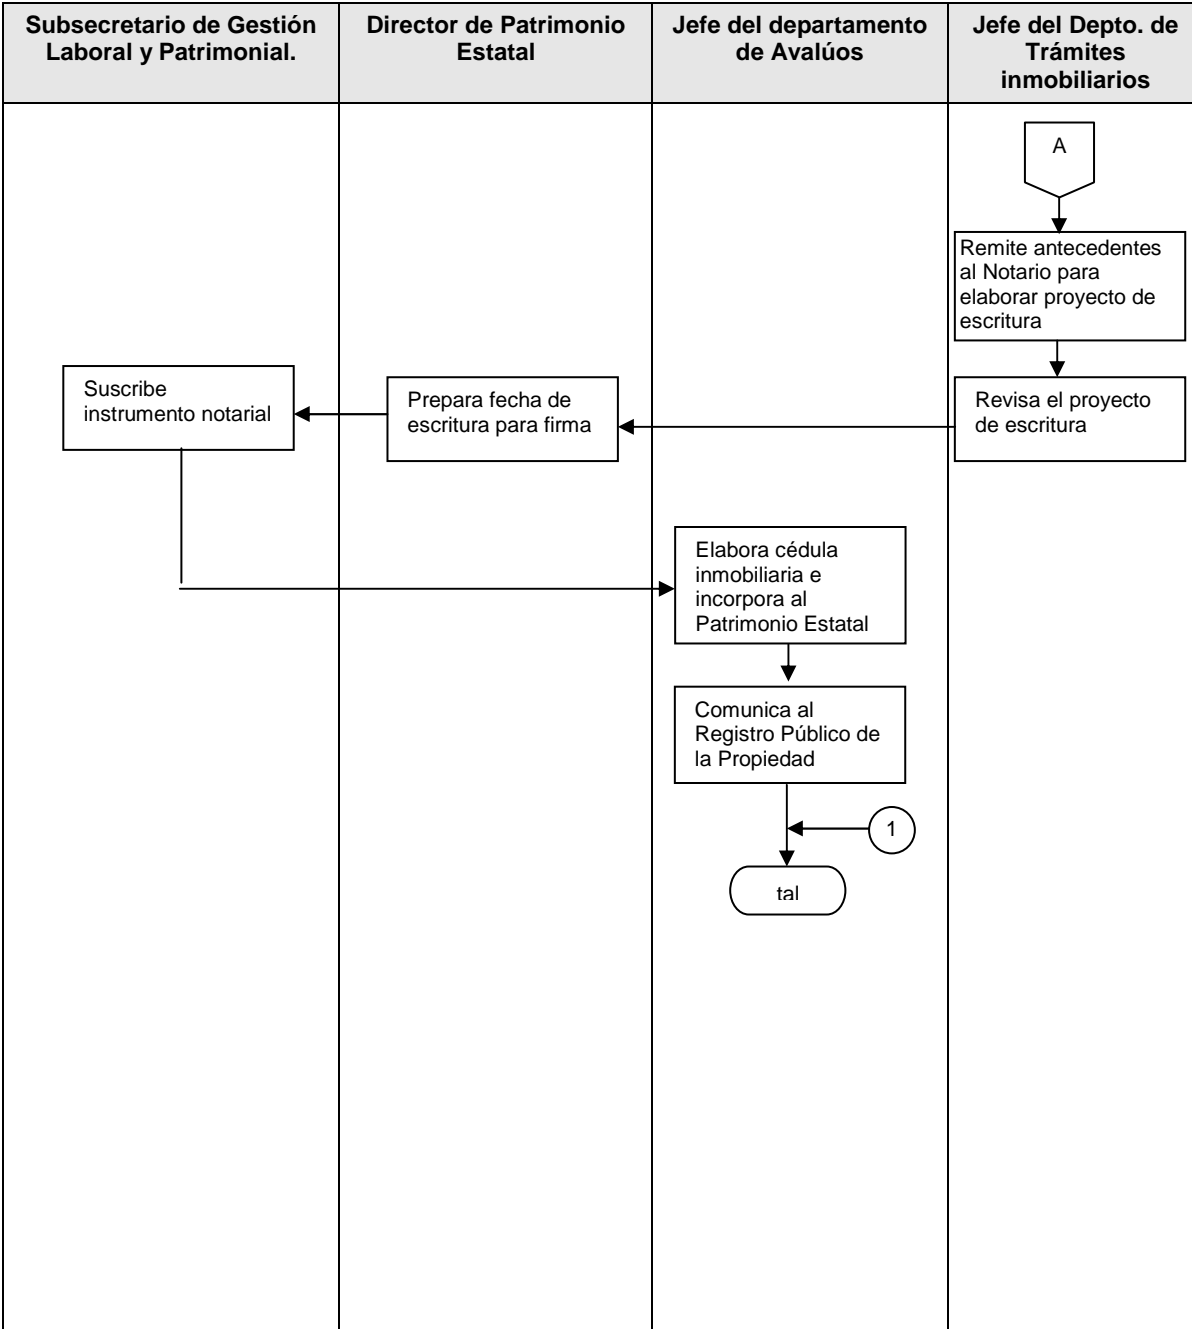 Subsecretario de Gestión
Laboral y Patrimonial.
Director de Patrimonio
Estatal
Jefe del departamento
de Avalúos
Jefe del Depto. de
Trámites
inmobiliarios
A
Remite antecedentes
al Notario para
elaborar proyecto de
escritura
Revisa el proyecto
de escritura
Prepara fecha de
escritura para firma
Suscribe
instrumento notarial
Elabora cédula
inmobiliaria e
incorpora al
Patrimonio Estatal
Comunica al
Registro Público de
la Propiedad
1
tal